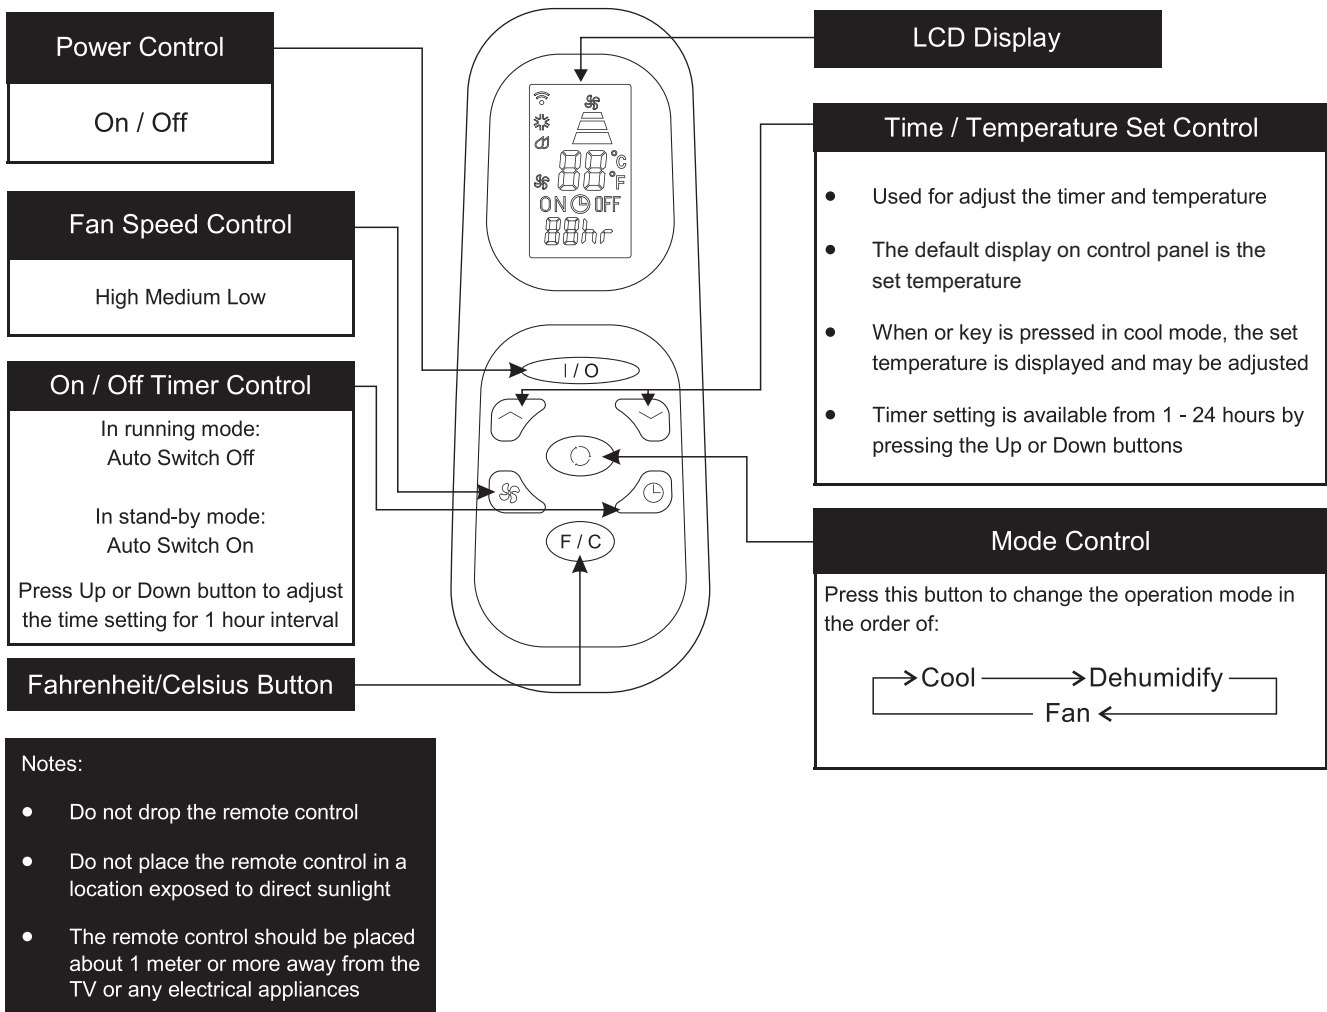 Power Control
On / Off
Fan Speed Control
High Medium Low
On / Off Timer Control
In running mode:
Auto Switch Off
In stand-by mode:
Auto Switch On
Press Up or Down button to adjust
the time setting for 1 hour interval
Fahrenheit/Celsius Button
Notes:
● Do not drop the remote control
● Do not place the remote control in a
location exposed to direct sunlight
● The remote control should be placed
about 1 meter or more away from the
TV or any electrical appliances
88°C
°F
ON OFF
88hr
I / O
F / C
LCD Display
Time / Temperature Set Control
● Used for adjust the timer and temperature
● The default display on control panel is the
set temperature
● When or key is pressed in cool mode, the set
temperature is displayed and may be adjusted
● Timer setting is available from 1 - 24 hours by
pressing the Up or Down buttons
Mode Control
Press this button to change the operation mode in
the order of:
Cool Dehumidify
Fan